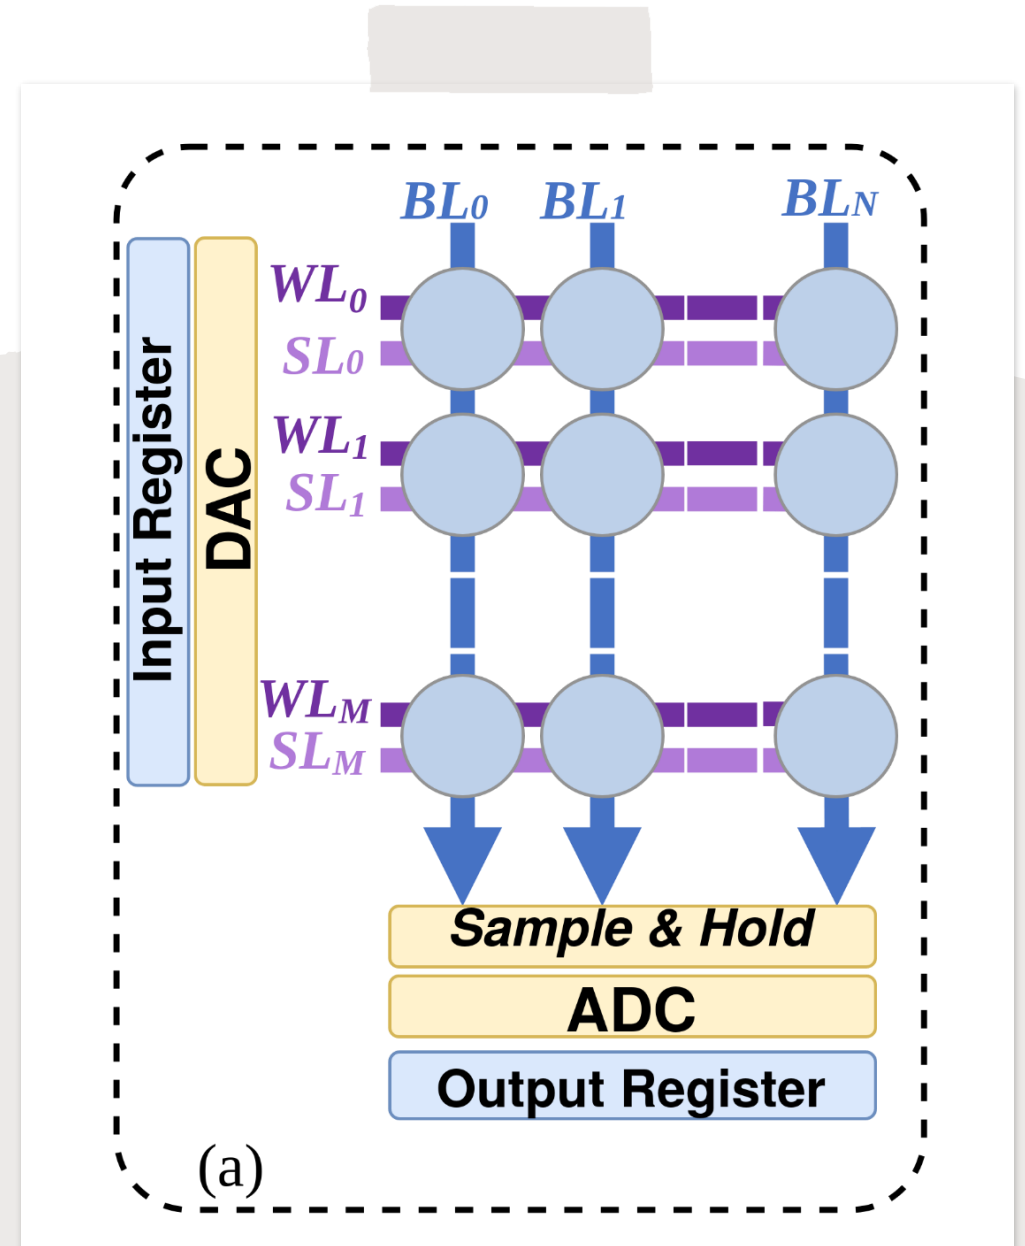 BL0 BL1 BLN
WL0
SL0
WL1
SL1
WLM
SLM
Input Register
DAC
Sample & Hold
ADC
Output Register
(a)